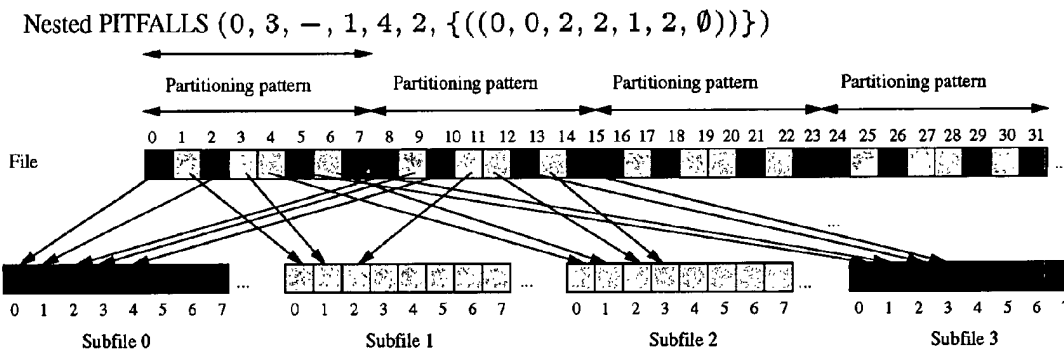 Nested PITFALLS (0, 3, −, 1, 4, 2, {((0, 0, 2, 2, 1, 2, ∅))})
Partitioning pattern Partitioning pattern Partitioning pattern Partitioning pattern
0 1 2 3 4 5 6 7 8 9 10 11 12 13 14 15 16 17 18 19 20 21 22 23 24 25 26 27 28 29 30 31
File ...
...
... ... ...
0 1 2 3 4 5 6 7 0 1 2 3 4 5 6 7 0 1 2 3 4 5 6 7 0 1 2 3 4 5 6 7
Subfile 0 Subfile 1 Subfile 2 Subfile 3